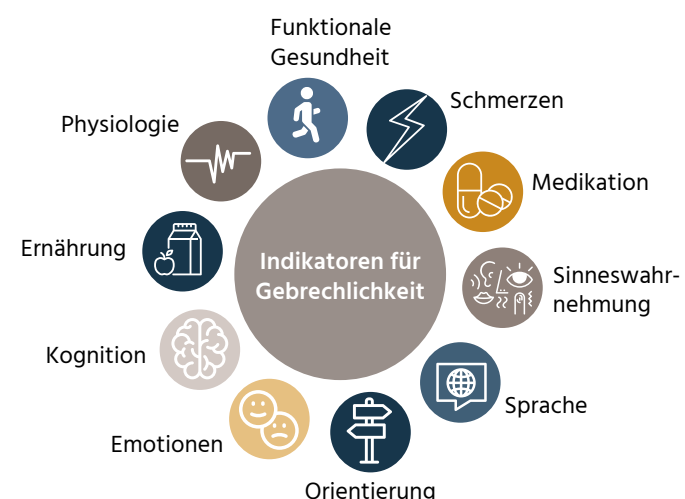 Funktionale
Gesundheit
Schmerzen
Medikation
Sinneswahr-
nehmung
Sprache
Orientierung
Emotionen
Kognition
Ernährung
Physiologie
Indikatoren für
Gebrechlichkeit